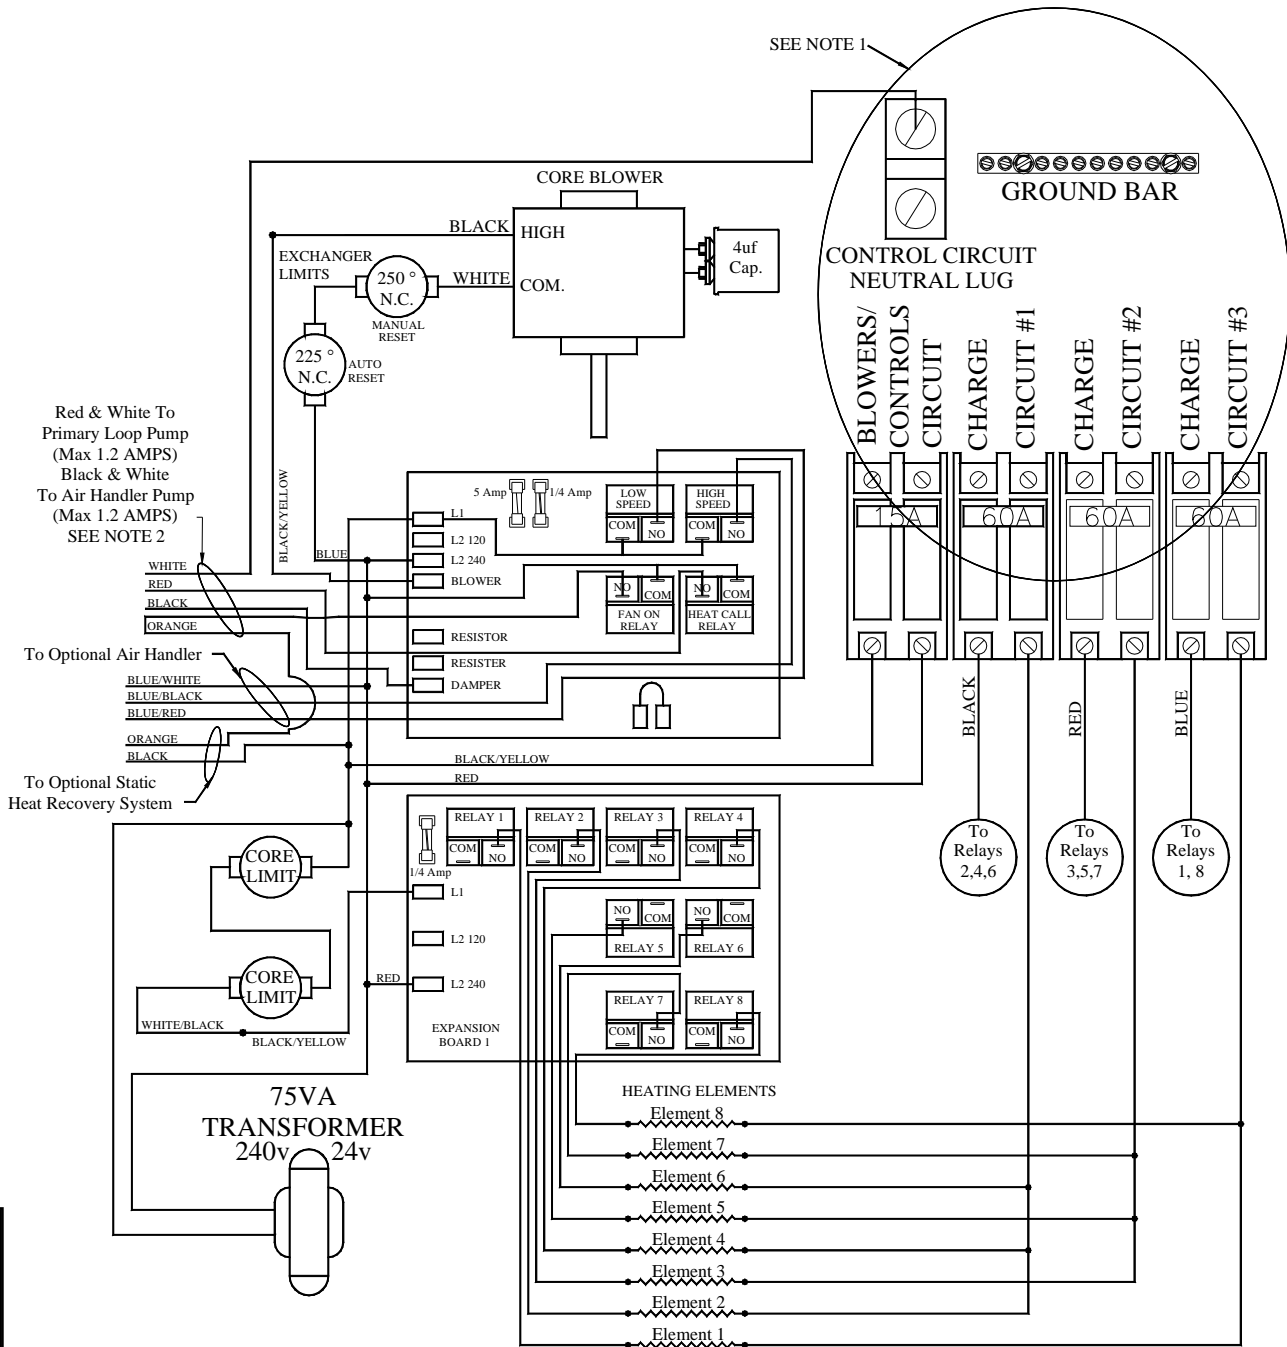 SEE NOTE 1
GROUND BAR
CONTROL CIRCUIT
NEUTRAL LUG
BLOWERS/
CONTROLS
CIRCUIT
CHARGE
CIRCUIT #1
CHARGE
CIRCUIT #2
CHARGE
CIRCUIT #3
15A
60A
60A
60A
CORE BLOWER
BLACK
HIGH
WHITE
COM.
4uf
Cap.
EXCHANGER
LIMITS
250 °
N.C.
MANUAL
RESET
225 °
N.C.
AUTO
RESET
Red & White To
Primary Loop Pump
(Max 1.2 AMPS)
Black & White
To Air Handler Pump
(Max 1.2 AMPS)
SEE NOTE 2
BLACK/YELLOW
BLUE
WHITE
RED
BLACK
ORANGE
To Optional Air Handler
BLUE/WHITE
BLUE/BLACK
BLUE/RED
ORANGE
BLACK
To Optional Static
Heat Recovery System
5 Amp
1/4 Amp
L1
L2 120
L2 240
BLOWER
RESISTOR
RESISTER
DAMPER
LOW
SPEED
COM
NO
HIGH
SPEED
COM
NO
NO
COM
FAN ON
RELAY
NO
COM
HEAT CALL
RELAY
BLACK/YELLOW
RED
BLACK
RED
BLUE
To
Relays
2,4,6
To
Relays
3,5,7
To
Relays
1, 8
CORE
LIMIT
CORE
LIMIT
WHITE/BLACK
BLACK/YELLOW
RED
1/4 Amp
L1
L2 120
L2 240
EXPANSION
BOARD 1
RELAY 1
COM
NO
RELAY 2
COM
NO
RELAY 3
COM
NO
RELAY 4
COM
NO
NO
COM
RELAY 5
NO
COM
RELAY 6
RELAY 7
COM
NO
RELAY 8
COM
NO
75VA
TRANSFORMER
240v 24v
HEATING ELEMENTS
Element 8
Element 7
Element 6
Element 5
Element 4
Element 3
Element 2
Element 1